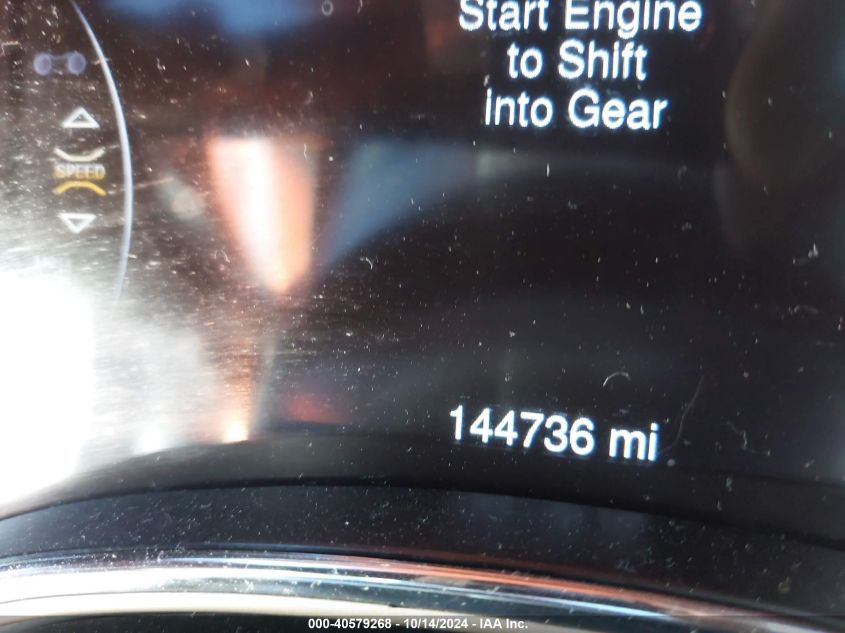 Start Engine
to Shift
into Gear
SPEED
144736 mi
000-40579268 - 10/14/2024 - IAA Inc.